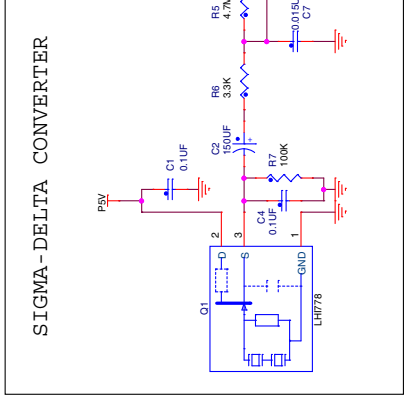 SIGMA-DELTA CONVERTER
P5V
C1
0.1UF
C2
150UF
R6
3.3K
R5
4.7M
0.015U
C7
R7
100K
C4
0.1UF
Q1
D
2
S
3
GND
1
LHI778